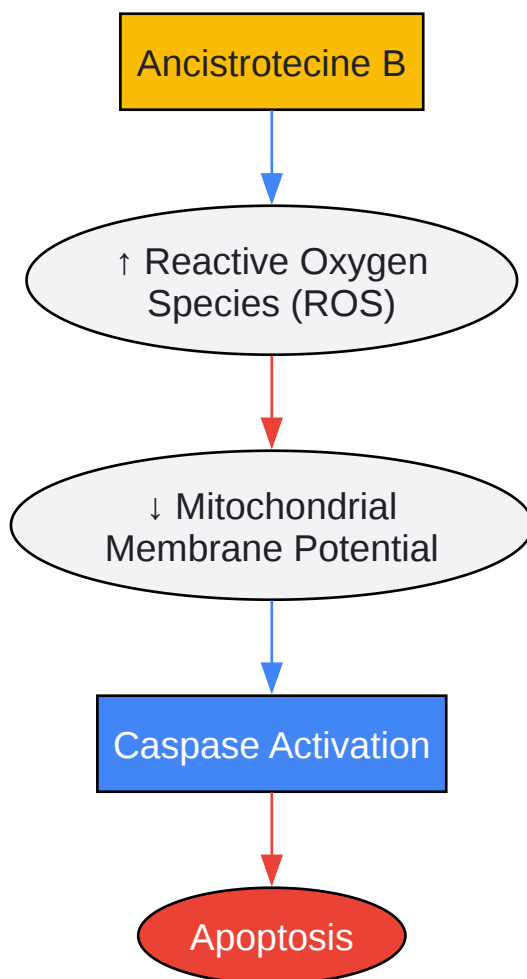 Ancistrotecine B
↑ Reactive Oxygen
Species (ROS)
↓ Mitochondrial
Membrane Potential
Caspase Activation
Apoptosis